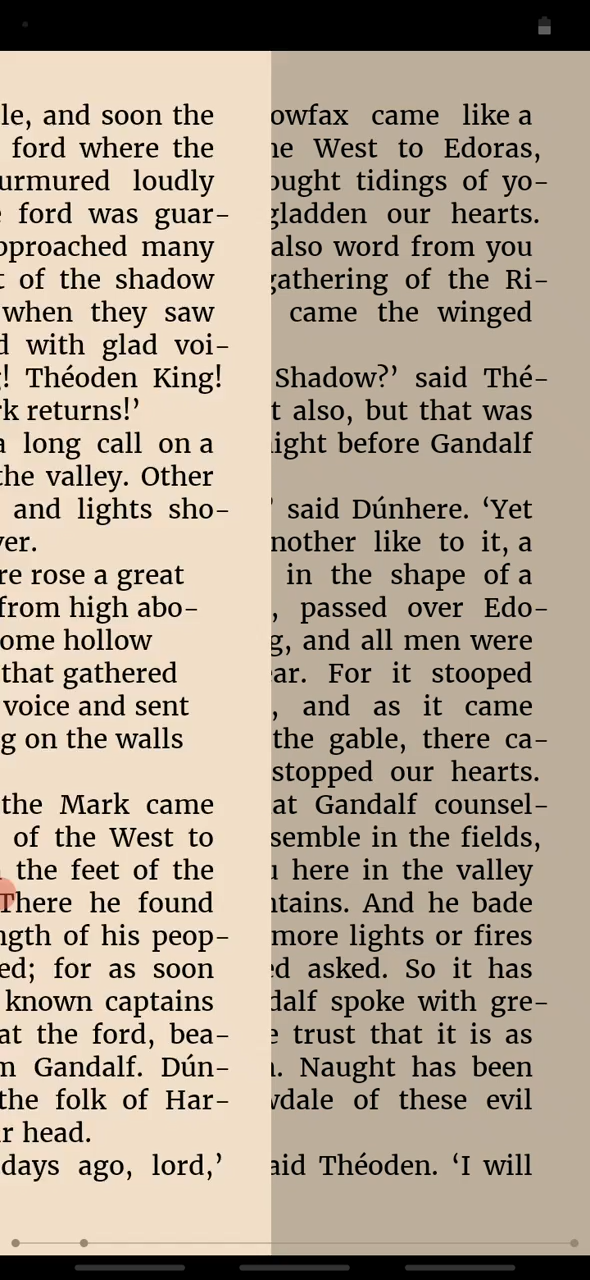 le, and soon the
ford where the
urmured loudly
ford was guar-
pproached many
t of the shadow
when they saw
d with glad voi-
! Théoden King!
rk returns!’
a long call on a
the valley. Other
and lights sho-
ver.
re rose a great
from high abo-
ome hollow
that gathered
voice and sent
g on the walls
the Mark came
of the West to
the feet of the
There he found
ngth of his peop-
ed; for as soon
known captains
at the ford, bea-
m Gandalf. Dún-
the folk of Har-
r head.
days ago, lord,’
owfax came like a
he West to Edoras,
ought tidings of yo-
gladden our hearts.
also word from you
gathering of the Ri-
came the winged
Shadow?’ said Thé-
t also, but that was
night before Gandalf
’ said Dúnhere. ‘Yet
nother like to it, a
in the shape of a
, passed over Edo-
g, and all men were
ear. For it stooped
, and as it came
the gable, there ca-
stopped our hearts.
at Gandalf counsel-
semble in the fields,
u here in the valley
ntains. And he bade
more lights or fires
ed asked. So it has
dalf spoke with gre-
e trust that it is as
n. Naught has been
wdale of these evil
aid Théoden. ‘I will